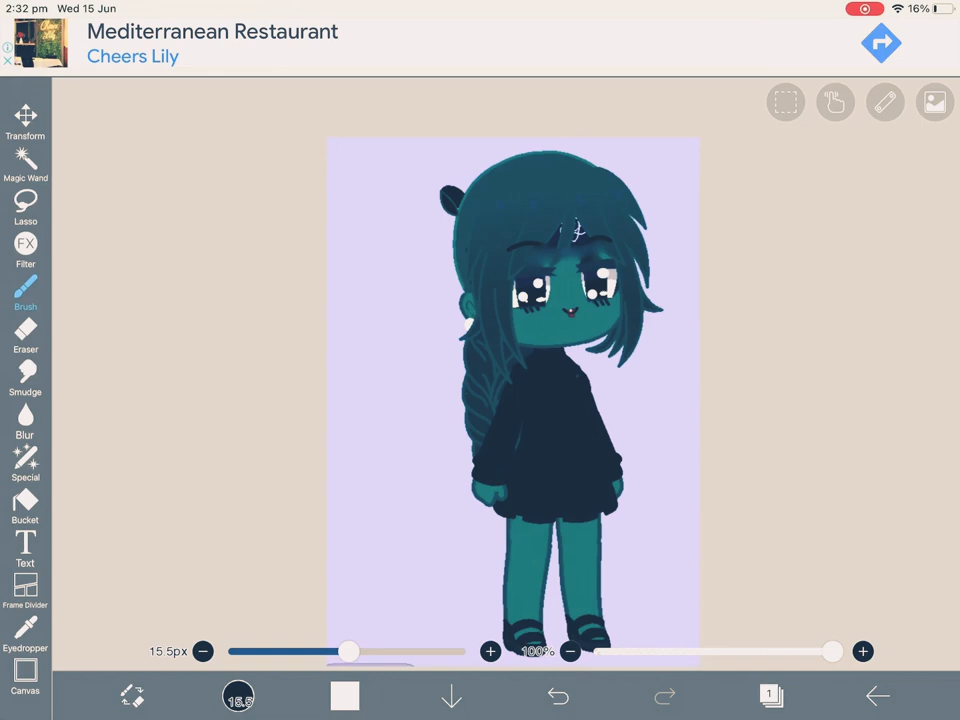 2:32 pm Wed 15 Jun
16%
Mediterranean Restaurant
Cheers Lily
Transform
Magic Wand
Lasso
FX
Filter
Brush
Eraser
Smudge
Blur
Special
Bucket
T
Text
Frame Divider
Eyedropper
Canvas
15.5px
100%
15.5
1